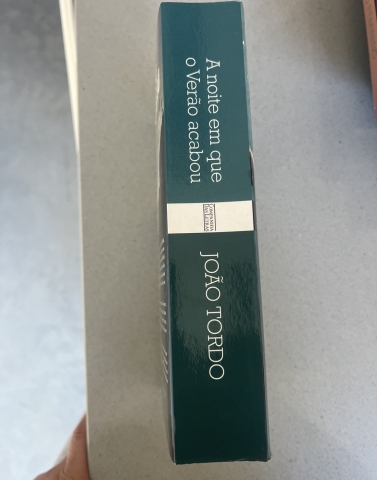 A noite em que
o Verão acabou
COMPANHIA
DAS LETRAS
JOÃO TORDO